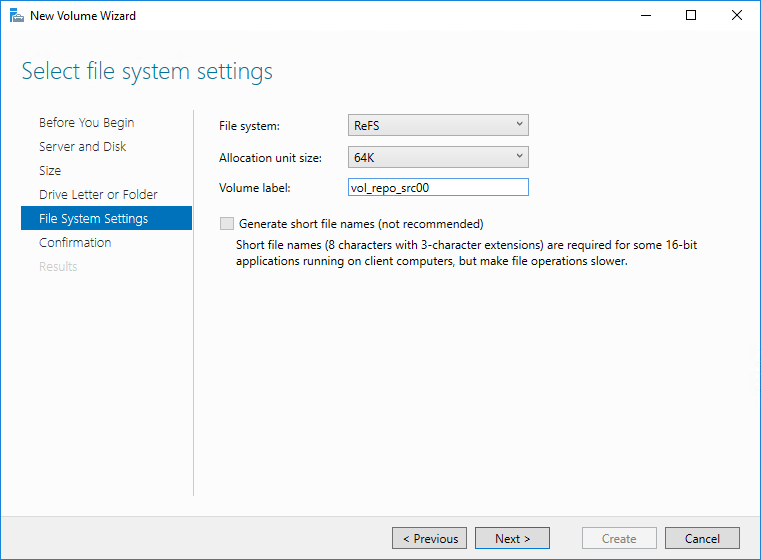 New Volume Wizard
Select file system settings
Before You Begin
Server and Disk
Size
Drive Letter or Folder
File System Settings
Confirmation
Results
File system:
ReFS
Allocation unit size:
64K
Volume label:
vol_repo_src00
Generate short file names (not recommended)
Short file names (8 characters with 3-character extensions) are required for some 16-bit
applications running on client computers, but make file operations slower.
< Previous
Next >
Create
Cancel